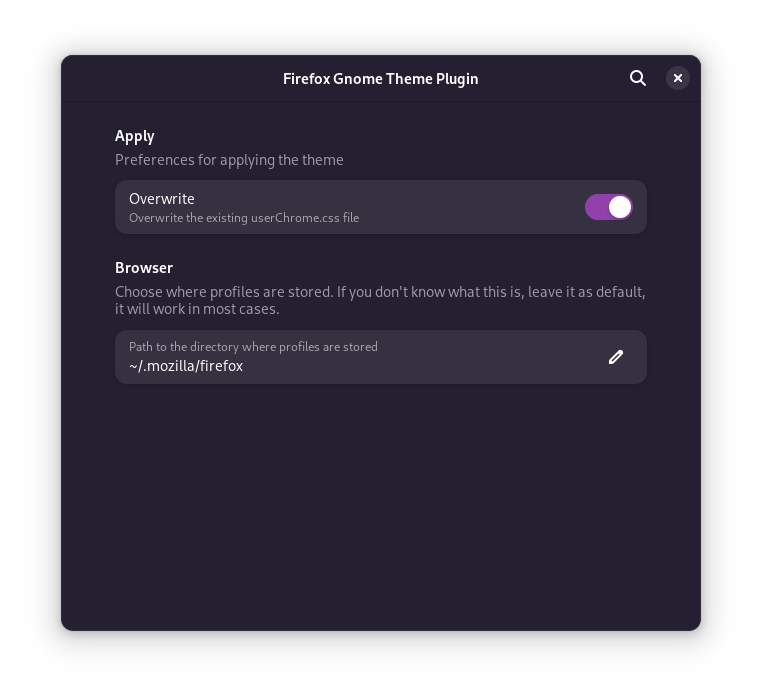 Firefox Gnome Theme Plugin
Apply
Preferences for applying the theme
Overwrite
Overwrite the existing userChrome.css file
Browser
Choose where profiles are stored. If you don't know what this is, leave it as default,
it will work in most cases.
Path to the directory where profiles are stored
~/.mozilla/firefox